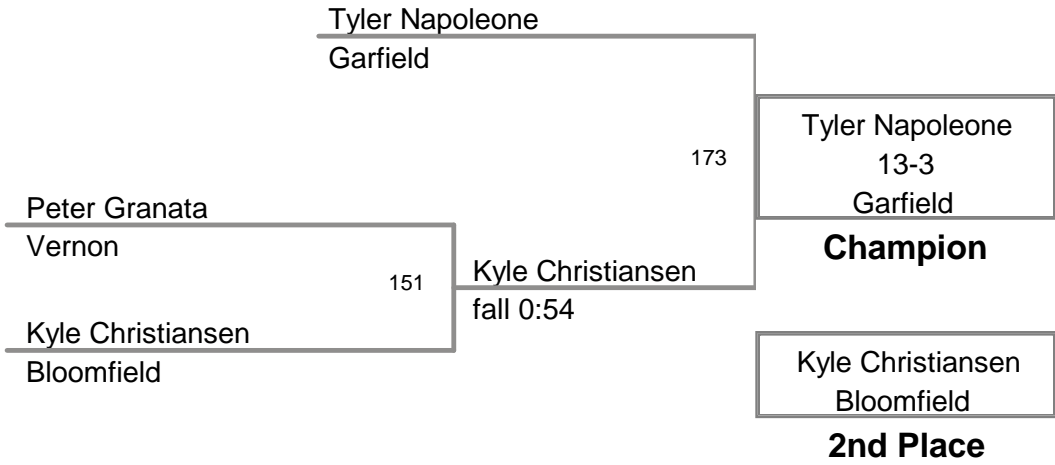 Tyler Napoleone
Garfield
Tyler Napoleone
173
13-3
Garfield
Peter Granata
Vernon
Champion
151
Kyle Christiansen
fall 0:54
Kyle Christiansen
Bloomfield
Kyle Christiansen
Bloomfield
2nd Place